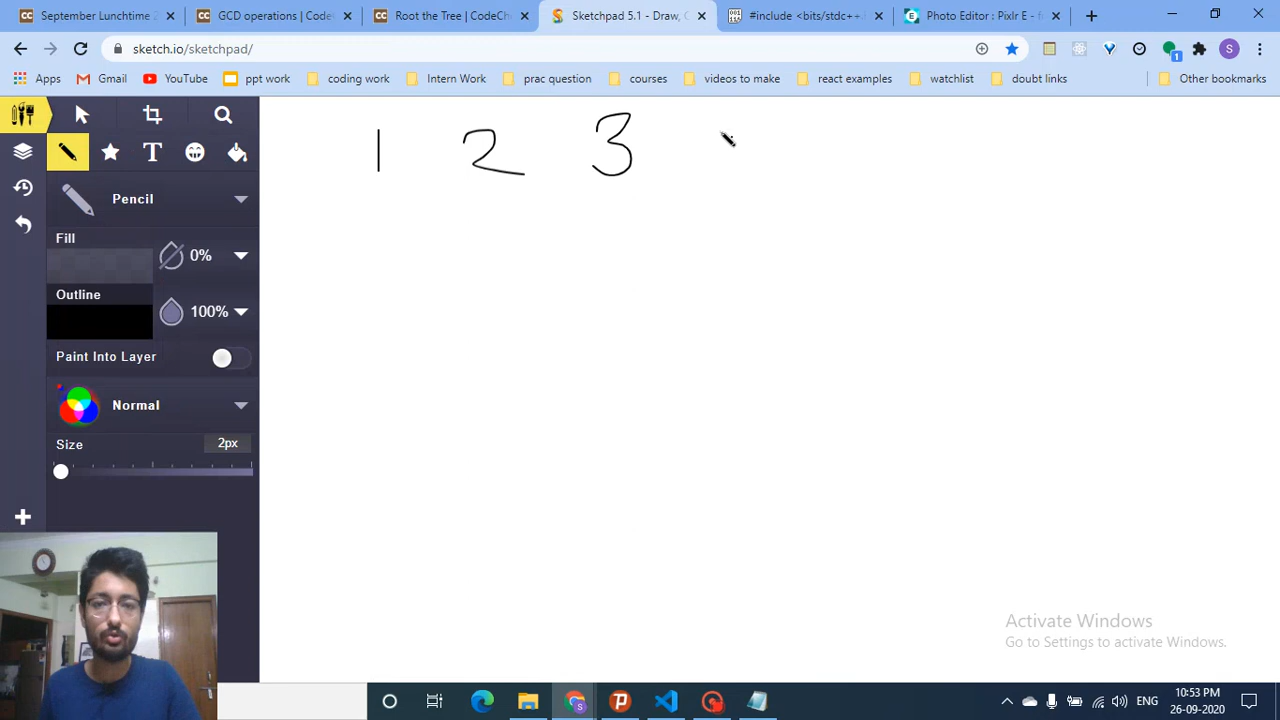 September Lunchtime 2
GCD operations | Code
Root the Tree | CodeChe
Sketchpad 5.1 - Draw, C
#include <bits/stdc++.
Photo Editor : Pixlr E - f
sketch.io/sketchpad/
S
1
Apps
Gmail
YouTube
ppt work
coding work
Intern Work
prac question
courses
videos to make
react examples
watchlist
doubt links
Other bookmarks
1 2 3
T
Pencil
Fill
0%
Outline
100%
Paint Into Layer
Normal
Size
2px
Activate Windows
Go to Settings to activate Windows.
ENG
10:53 PM
26-09-2020